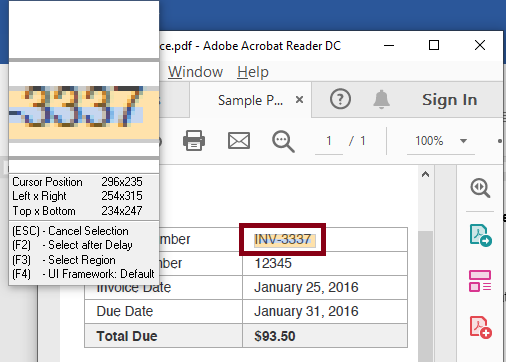 ce.pdf - Adobe Acrobat Reader DC
Window Help
Sample P... × ? Sign In
1 / 1 100%
-3337
Cursor Position 296x235
Left x Right 254x315
Top x Bottom 234x247
(ESC) - Cancel Selection
(F2) - Select after Delay
(F3) - Select Region
(F4) - UI Framework: Default
mber INV-3337
mber 12345
Invoice Date January 25, 2016
Due Date January 31, 2016
Total Due $93.50